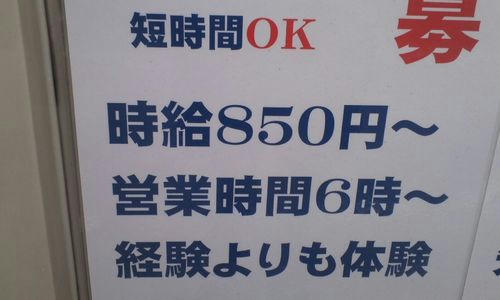 短時間OK
募
時給850円～
営業時間6時～
経験よりも体験